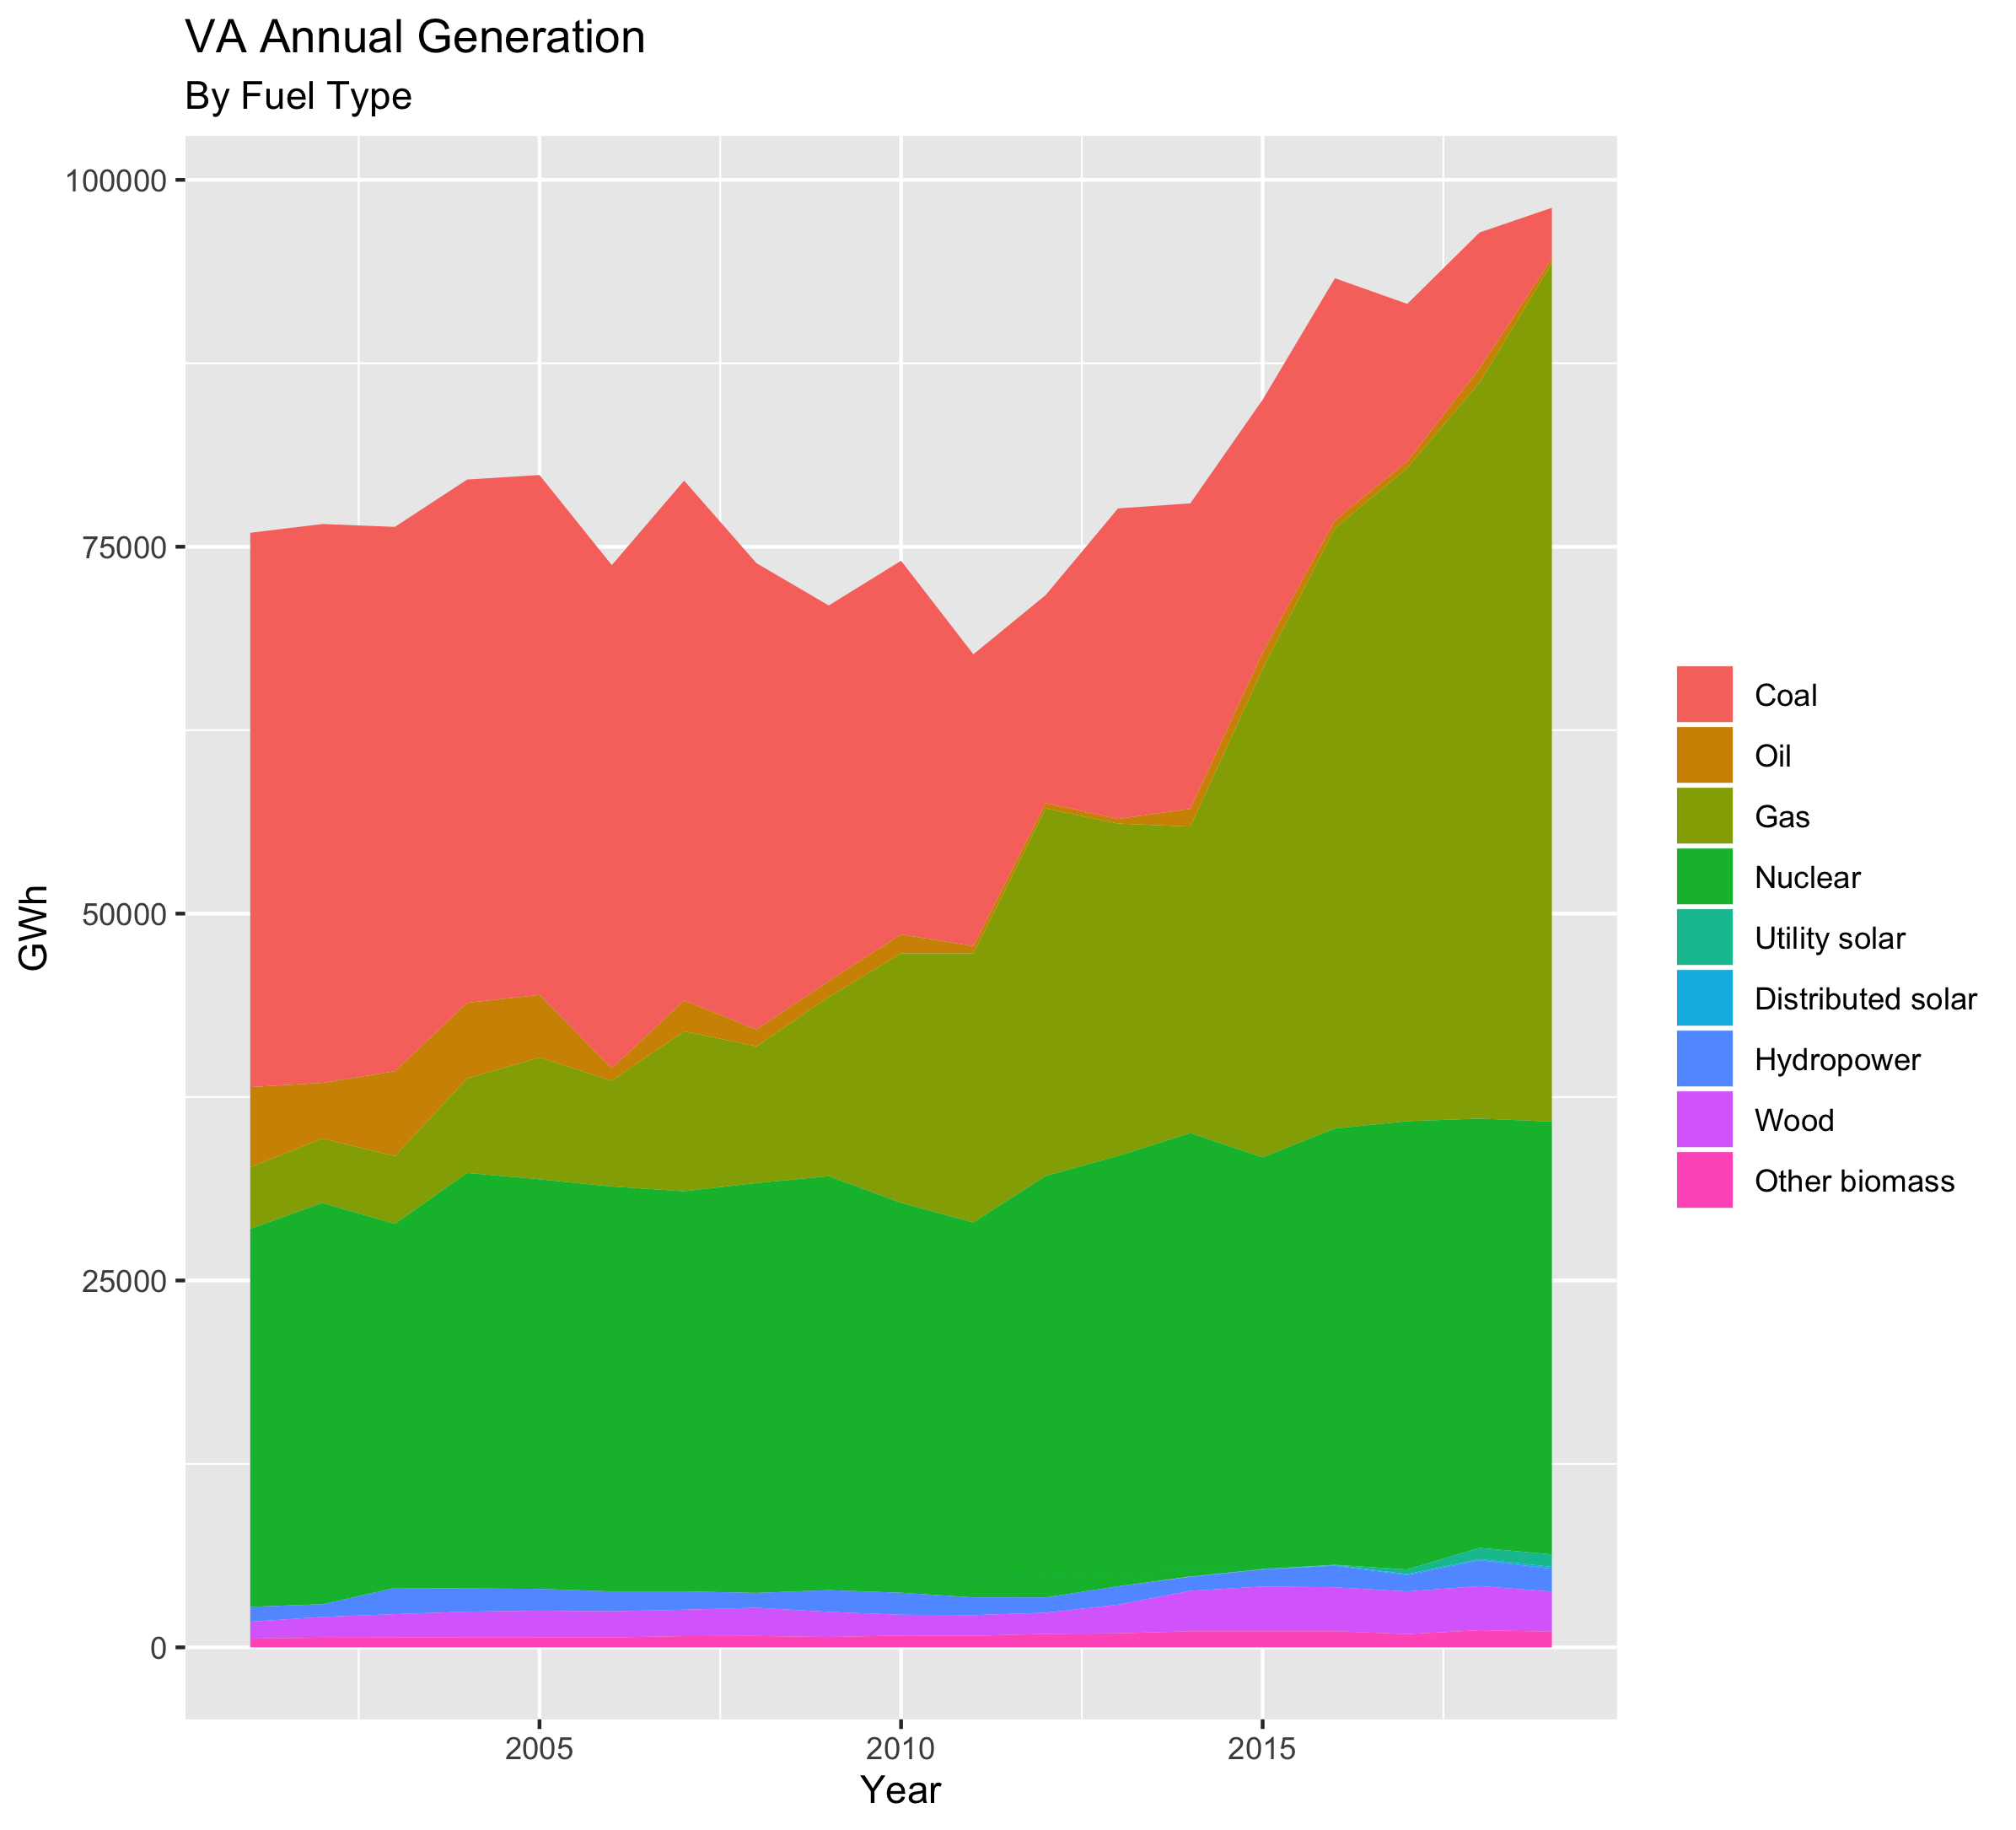 VA Annual Generation
By Fuel Type
100000
75000
50000
25000
0
GWh
2005
2010
2015
Year
Coal
Oil
Gas
Nuclear
Utility solar
Distributed solar
Hydropower
Wood
Other biomass